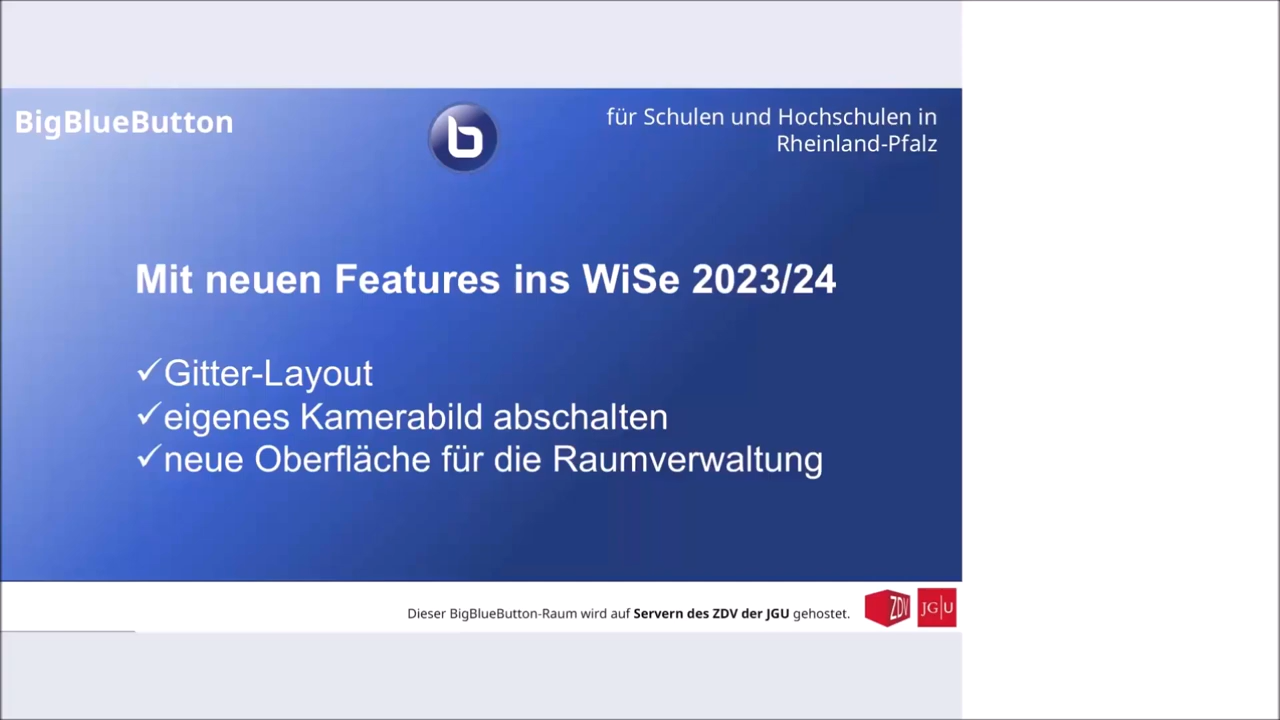 BigBlueButton
für Schulen und Hochschulen in
Rheinland-Pfalz
Mit neuen Features ins WiSe 2023/24
✓Gitter-Layout
✓eigenes Kamerabild abschalten
✓neue Oberfläche für die Raumverwaltung
Dieser BigBlueButton-Raum wird auf Servern des ZDV der JGU gehostet.
ZDV
JG|U